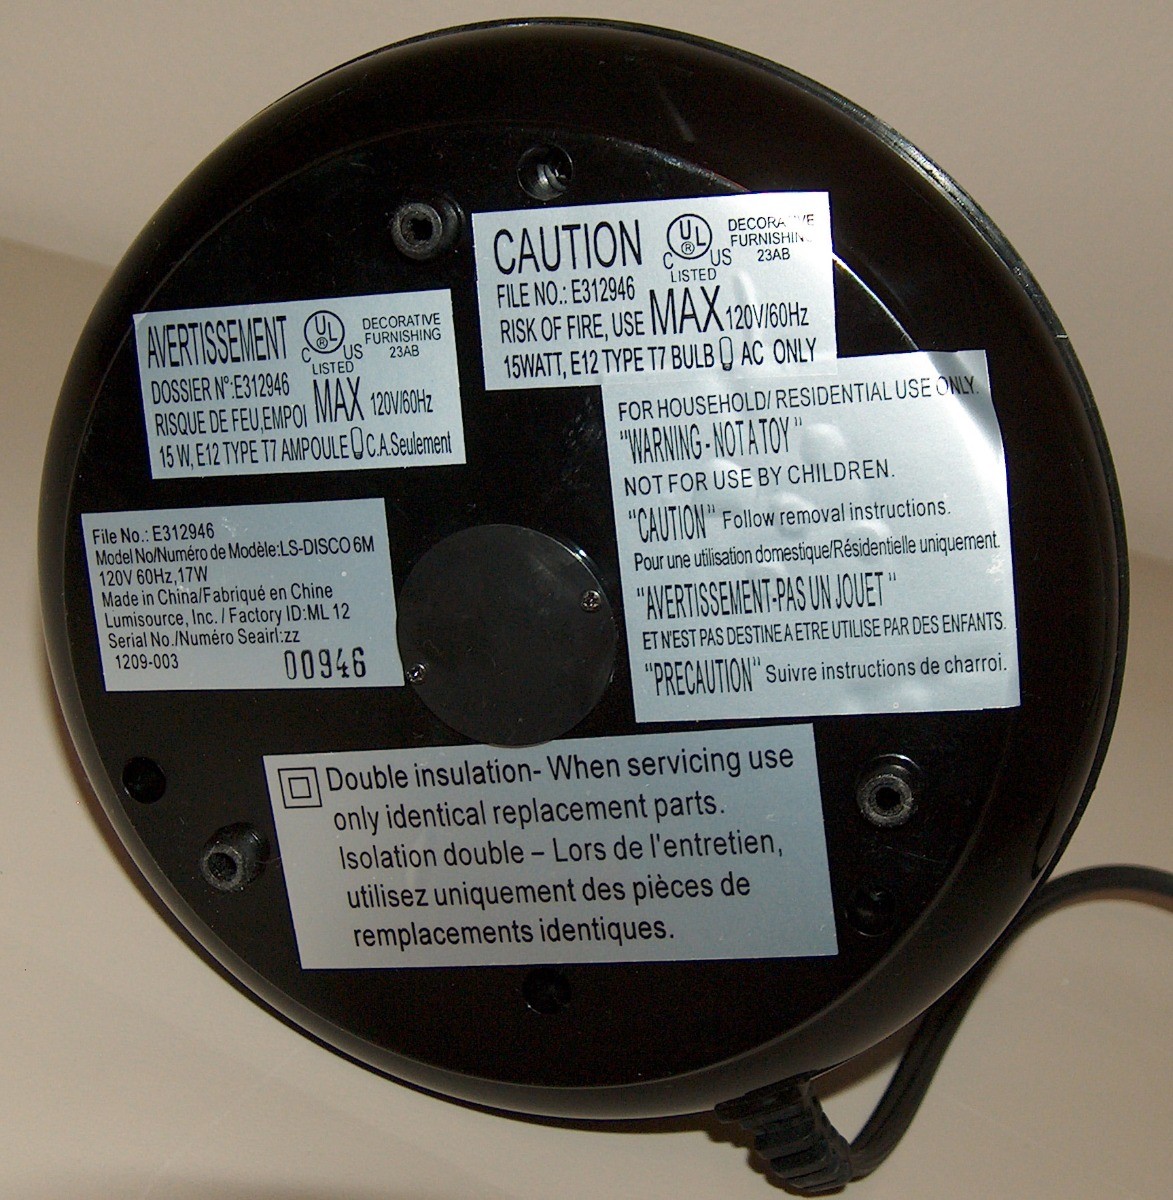 CAUTION
C UL ® US
LISTED
DECORATIVE
FURNISHING
23AB
FILE NO.: E312946
RISK OF FIRE, USE MAX 120V/60Hz
15WATT, E12 TYPE T7 BULB AC ONLY
AVERTISSEMENT
C UL ® US
LISTED
DECORATIVE
FURNISHING
23AB
DOSSIER N°:E312946
RISQUE DE FEU,EMPOI MAX 120V/60Hz
15 W, E12 TYPE T7 AMPOULE C.A.Seulement
FOR HOUSEHOLD/ RESIDENTIAL USE ONLY.
"WARNING - NOT A TOY"
NOT FOR USE BY CHILDREN.
"CAUTION" Follow removal instructions.
Pour une utilisation domestique/Résidentielle uniquement.
"AVERTISSEMENT-PAS UN JOUET"
ET N'EST PAS DESTINE A ETRE UTILISE PAR DES ENFANTS.
"PRECAUTION" Suivre instructions de charroi.
File No.: E312946
Model No/Numéro de Modèle:LS-DISCO 6M
120V 60Hz,17W
Made in China/Fabriqué en Chine
Lumisource, Inc. / Factory ID:ML 12
Serial No./Numéro Seairl:zz
1209-003 00946
Double insulation- When servicing use
only identical replacement parts.
Isolation double – Lors de l'entretien,
utilisez uniquement des pièces de
remplacements identiques.